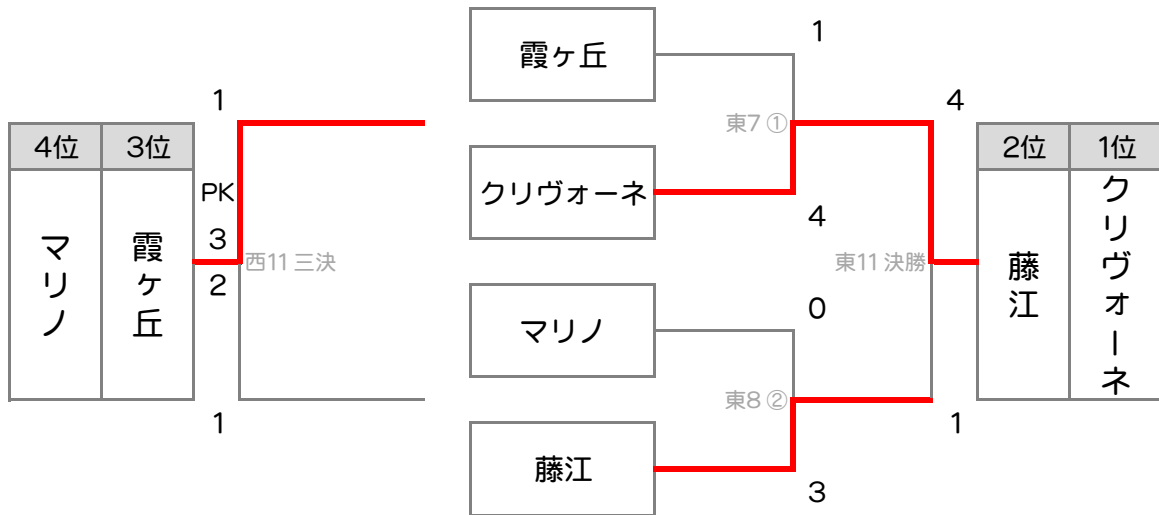 4位
3位
マリノ
霞ヶ丘
1
PK
3
2
1
西11 三決
霞ヶ丘
クリヴォーネ
マリノ
藤江
1
東7 ①
4
0
東8 ②
3
4
東11 決勝
1
2位
1位
藤江
クリヴォーネ